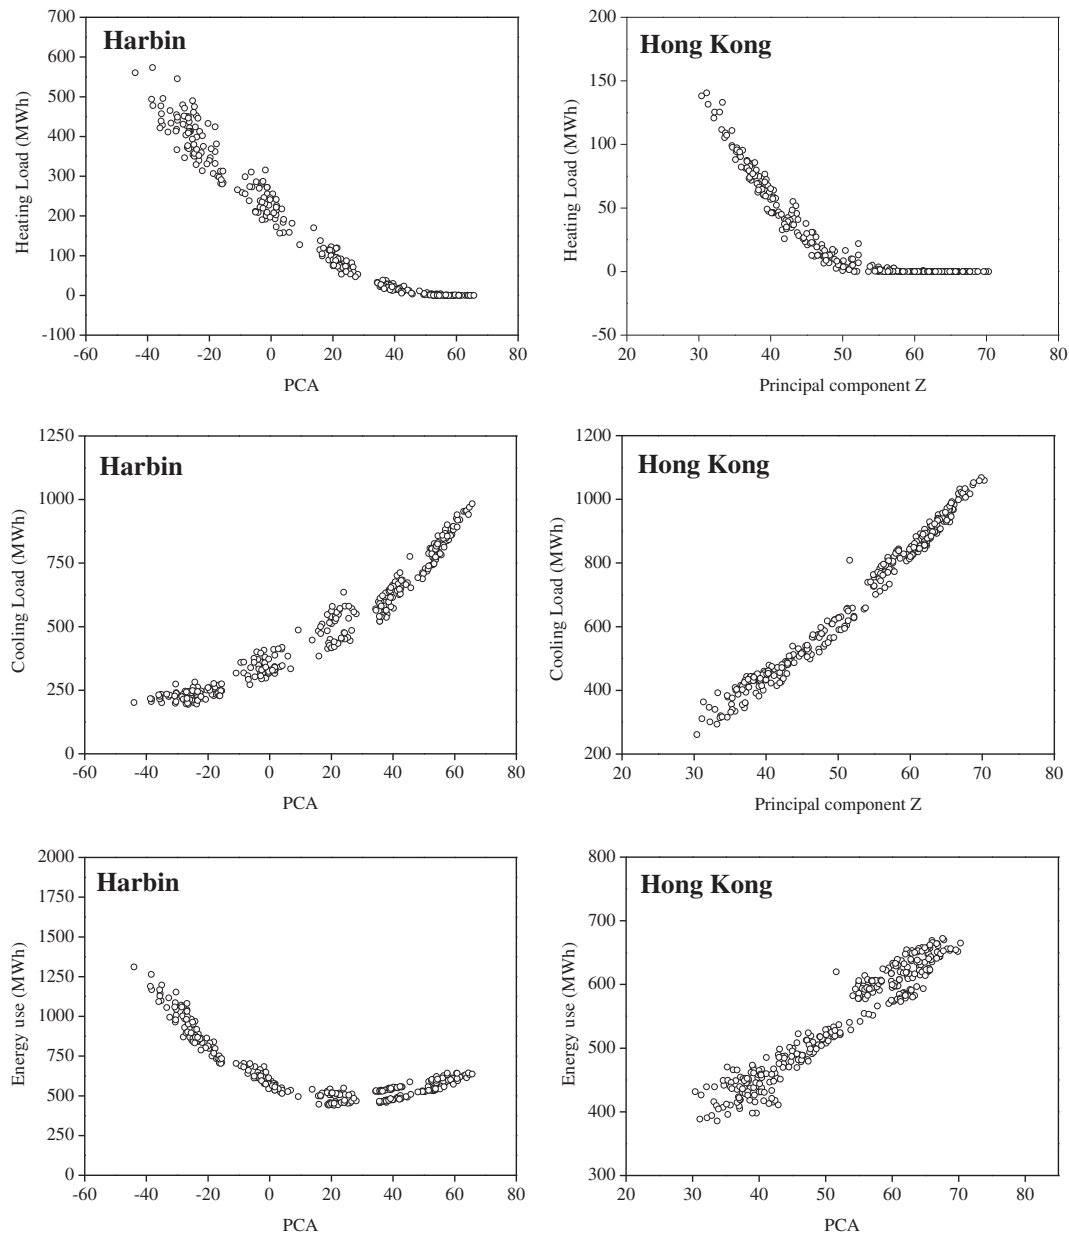 Harbin
Heating Load (MWh)
700
600
500
400
300
200
100
0
-100
-60 -40 -20 0 20 40 60 80
PCA
Hong Kong
Heating Load (MWh)
200
150
100
50
0
-50
20 30 40 50 60 70 80
Principal component Z
Harbin
Cooling Load (MWh)
1250
1000
750
500
250
0
-60 -40 -20 0 20 40 60 80
PCA
Hong Kong
Cooling Load (MWh)
1200
1000
800
600
400
200
20 30 40 50 60 70 80
Principal component Z
Harbin
Energy use (MWh)
2000
1750
1500
1250
1000
750
500
250
0
-60 -40 -20 0 20 40 60 80
PCA
Hong Kong
Energy use (MWh)
800
700
600
500
400
300
20 30 40 50 60 70 80
PCA